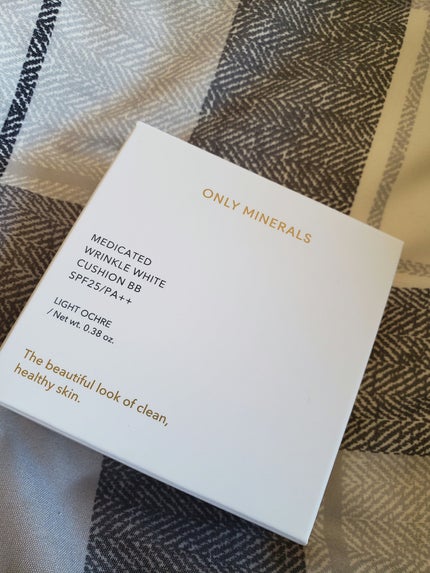 ONLY MINERALS
MEDICATED
WRINKLE WHITE
CUSHION BB
SPF25/PA++
LIGHT OCHRE
/ Net wt. 0.38 oz.
The beautiful look of clean,
healthy skin.